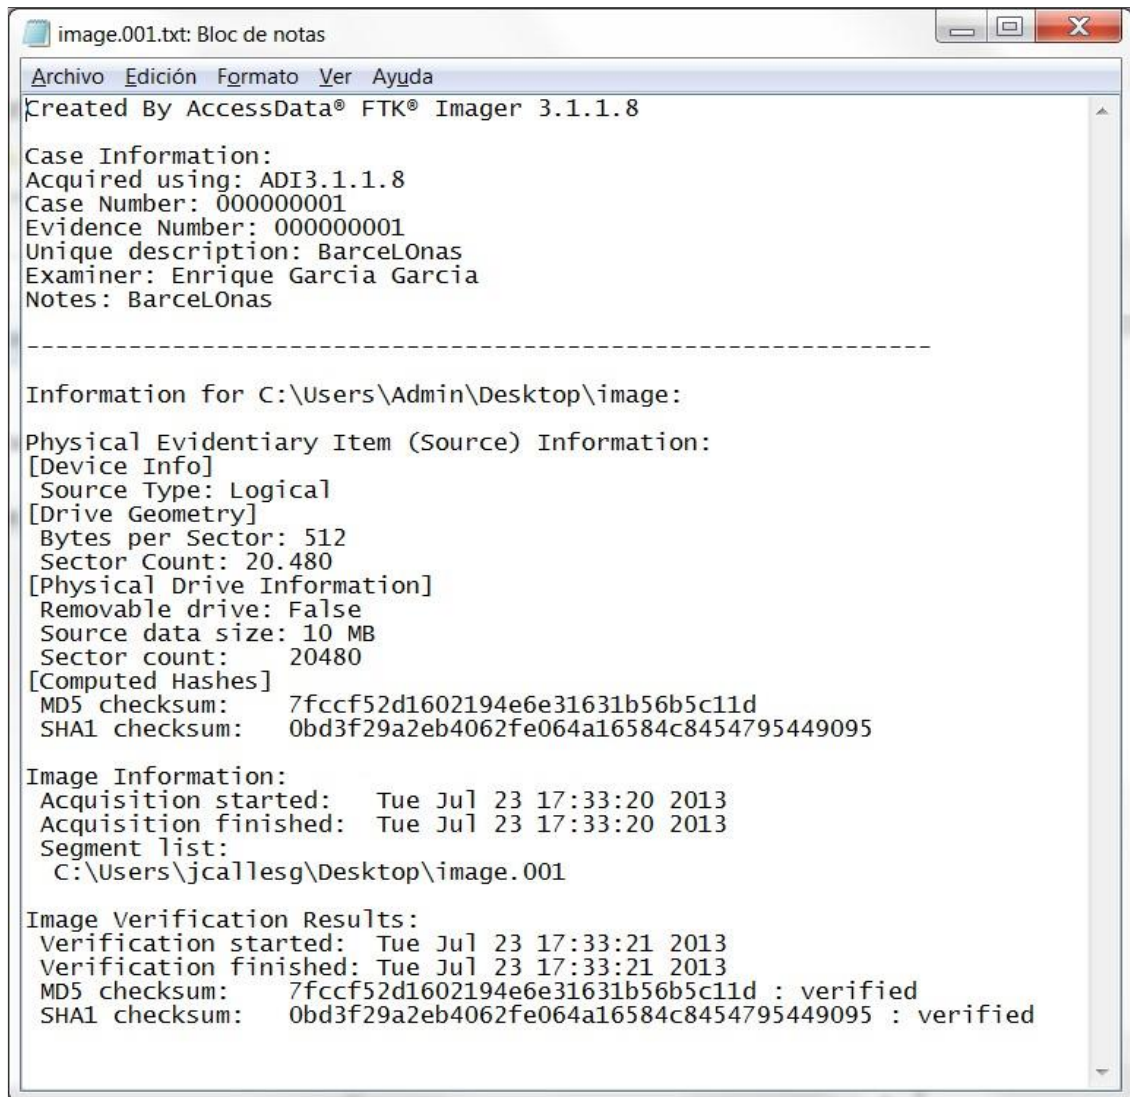 image.001.txt: Bloc de notas
Archivo Edición Formato Ver Ayuda
Created By AccessData® FTK® Imager 3.1.1.8
Case Information:
Acquired using: ADI3.1.1.8
Case Number: 000000001
Evidence Number: 000000001
Unique description: BarceLOnas
Examiner: Enrique Garcia Garcia
Notes: BarceLOnas
--------------------------------------------------------------
Information for C:\Users\Admin\Desktop\image:
Physical Evidentiary Item (Source) Information:
[Device Info]
Source Type: Logical
[Drive Geometry]
Bytes per Sector: 512
Sector Count: 20.480
[Physical Drive Information]
Removable drive: False
Source data size: 10 MB
Sector count: 20480
[Computed Hashes]
MD5 checksum: 7fccf52d1602194e6e31631b56b5c11d
SHA1 checksum: 0bd3f29a2eb4062fe064a16584c8454795449095
Image Information:
Acquisition started: Tue Jul 23 17:33:20 2013
Acquisition finished: Tue Jul 23 17:33:20 2013
Segment list:
C:\Users\jcallesg\Desktop\image.001
Image Verification Results:
Verification started: Tue Jul 23 17:33:21 2013
Verification finished: Tue Jul 23 17:33:21 2013
MD5 checksum: 7fccf52d1602194e6e31631b56b5c11d : verified
SHA1 checksum: 0bd3f29a2eb4062fe064a16584c8454795449095 : verified